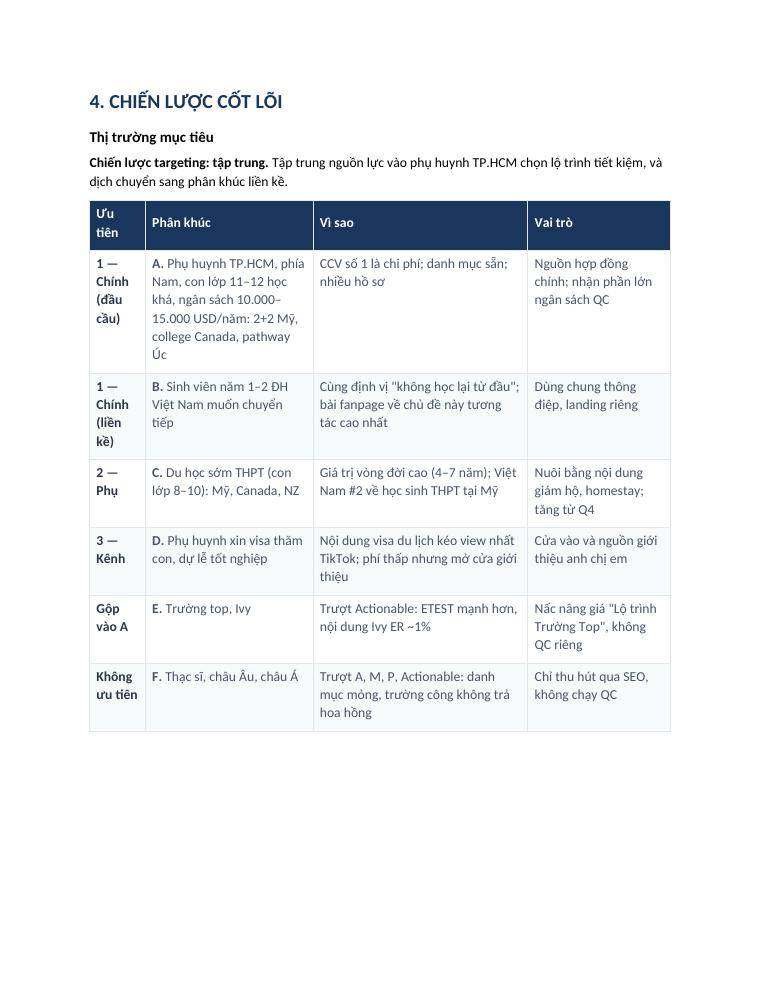 4. CHIẾN LƯỢC CỐT LÕI
Thị trường mục tiêu
Chiến lược targeting: tập trung. Tập trung nguồn lực vào phụ huynh TP.HCM chọn lộ trình tiết kiệm, và
dịch chuyển sang phân khúc liền kề.
Ưu
tiên
Phân khúc
Vì sao
Vai trò
1 —
Chính
(đầu
cầu)
A. Phụ huynh TP.HCM, phía
Nam, con lớp 11–12 học
khá, ngân sách 10.000–
15.000 USD/năm: 2+2 Mỹ,
college Canada, pathway
Úc
CCV số 1 là chi phí; danh mục sẵn;
nhiều hồ sơ
Nguồn hợp đồng
chính; nhận phần lớn
ngân sách QC
1 —
Chính
(liền
kề)
B. Sinh viên năm 1–2 ĐH
Việt Nam muốn chuyển
tiếp
Cùng định vị "không học lại từ đầu";
bài fanpage về chủ đề này tương
tác cao nhất
Dùng chung thông
điệp, landing riêng
2 —
Phụ
C. Du học sớm THPT (con
lớp 8–10): Mỹ, Canada, NZ
Giá trị vòng đời cao (4–7 năm); Việt
Nam #2 về học sinh THPT tại Mỹ
Nuôi bằng nội dung
giám hộ, homestay;
tăng từ Q4
3 —
Kênh
D. Phụ huynh xin visa thăm
con, dự lễ tốt nghiệp
Nội dung visa du lịch kéo view nhất
TikTok; phí thấp nhưng mở cửa giới
thiệu
Cửa vào và nguồn giới
thiệu anh chị em
Gộp
vào A
E. Trường top, Ivy
Trượt Actionable: ETEST mạnh hơn,
nội dung Ivy ER ~1%
Nấc nâng giá "Lộ trình
Trường Top", không
QC riêng
Không
ưu tiên
F. Thạc sĩ, châu Âu, châu Á
Trượt A, M, P, Actionable: danh
mục mỏng, trường công không trả
hoa hồng
Chỉ thu hút qua SEO,
không chạy QC